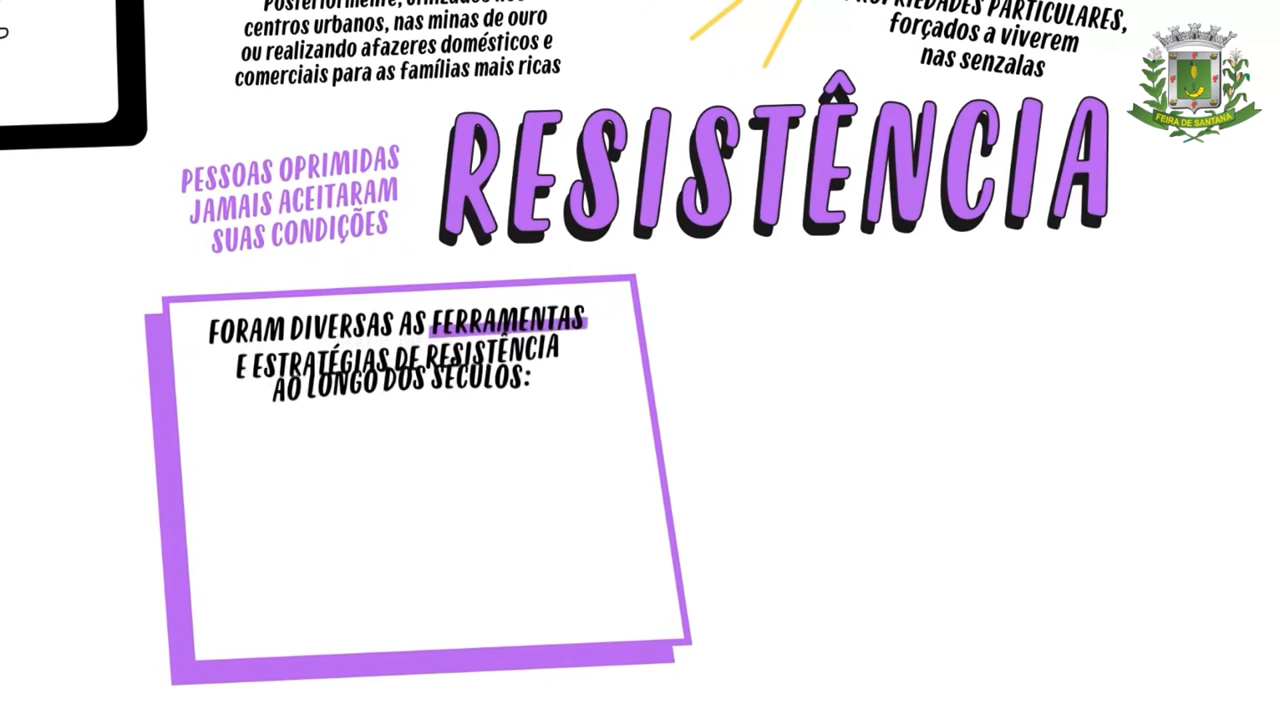 centros urbanos, nas minas de ouro
ou realizando afazeres domésticos e
comerciais para as famílias mais ricas
PARTICULARES,
forçados a viverem
nas senzalas
FEIRA DE SANTANA
RESISTÊNCIA
PESSOAS OPRIMIDAS
JAMAIS ACEITARAM
SUAS CONDIÇÕES
FORAM DIVERSAS AS FERRAMENTAS
E ESTRATÉGIAS DE RESISTÊNCIA
AO LONGO DOS SÉCULOS: